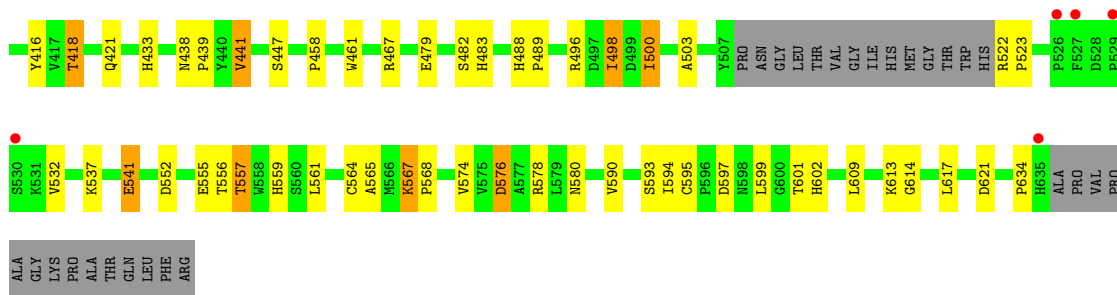 Y416 V417 T418 Q421 H433 N438 P439 Y440 V441 S447 P458 W461 R467 E479 S482 H483 H488 P489 R496 D497 I498 D499 I500 A503 Y507 PRO ASN GLY LEU THR VAL GLY ILE HIS MET GLY THR TRP HIS R522 P523 P526 F527 D528 P529
S530 K531 V532 K537 E541 D552 E555 T556 T557 W558 H559 S560 L561 C564 A565 M566 K567 P568 V574 V575 D576 A577 R578 L579 N580 V590 S593 I594 C595 P596 D597 N598 L599 G600 T601 H602 L609 K613 G614 L617 D621 P634 H635 ALA PRO VAL PRO
ALA GLY LYS PRO ALA THR GLN LEU PHE ARG